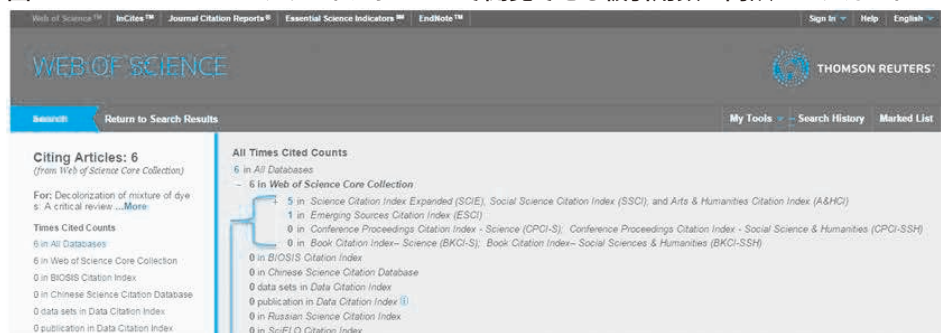 Web of Science™ InCites™ Journal Citation Reports® Essential Science Indicators™ EndNote™ Sign In Help English
WEB OF SCIENCE
THOMSON REUTERS
Search Return to Search Results My Tools Search History Marked List
Citing Articles: 6
(from Web of Science Core Collection)
For: Decolorization of mixture of dye
s: A critical review ...More
Times Cited Counts
6 in All Databases
6 in Web of Science Core Collection
0 in BIOSIS Citation Index
0 in Chinese Science Citation Database
0 data sets in Data Citation Index
0 publication in Data Citation Index
All Times Cited Counts
6 in All Databases
– 6 in Web of Science Core Collection
5 in Science Citation Index Expanded (SCIE), Social Science Citation Index (SSCI), and Arts & Humanities Citation Index (A&HCI)
1 in Emerging Sources Citation Index (ESCI)
0 in Conference Proceedings Citation Index - Science (CPCI-S); Conference Proceedings Citation Index - Social Science & Humanities (CPCI-SSH)
0 in Book Citation Index– Science (BKCI-S); Book Citation Index– Social Sciences & Humanities (BKCI-SSH)
0 in BIOSIS Citation Index
0 in Chinese Science Citation Database
0 data sets in Data Citation Index
0 publication in Data Citation Index
0 in Russian Science Citation Index
0 in SciELO Citation Index